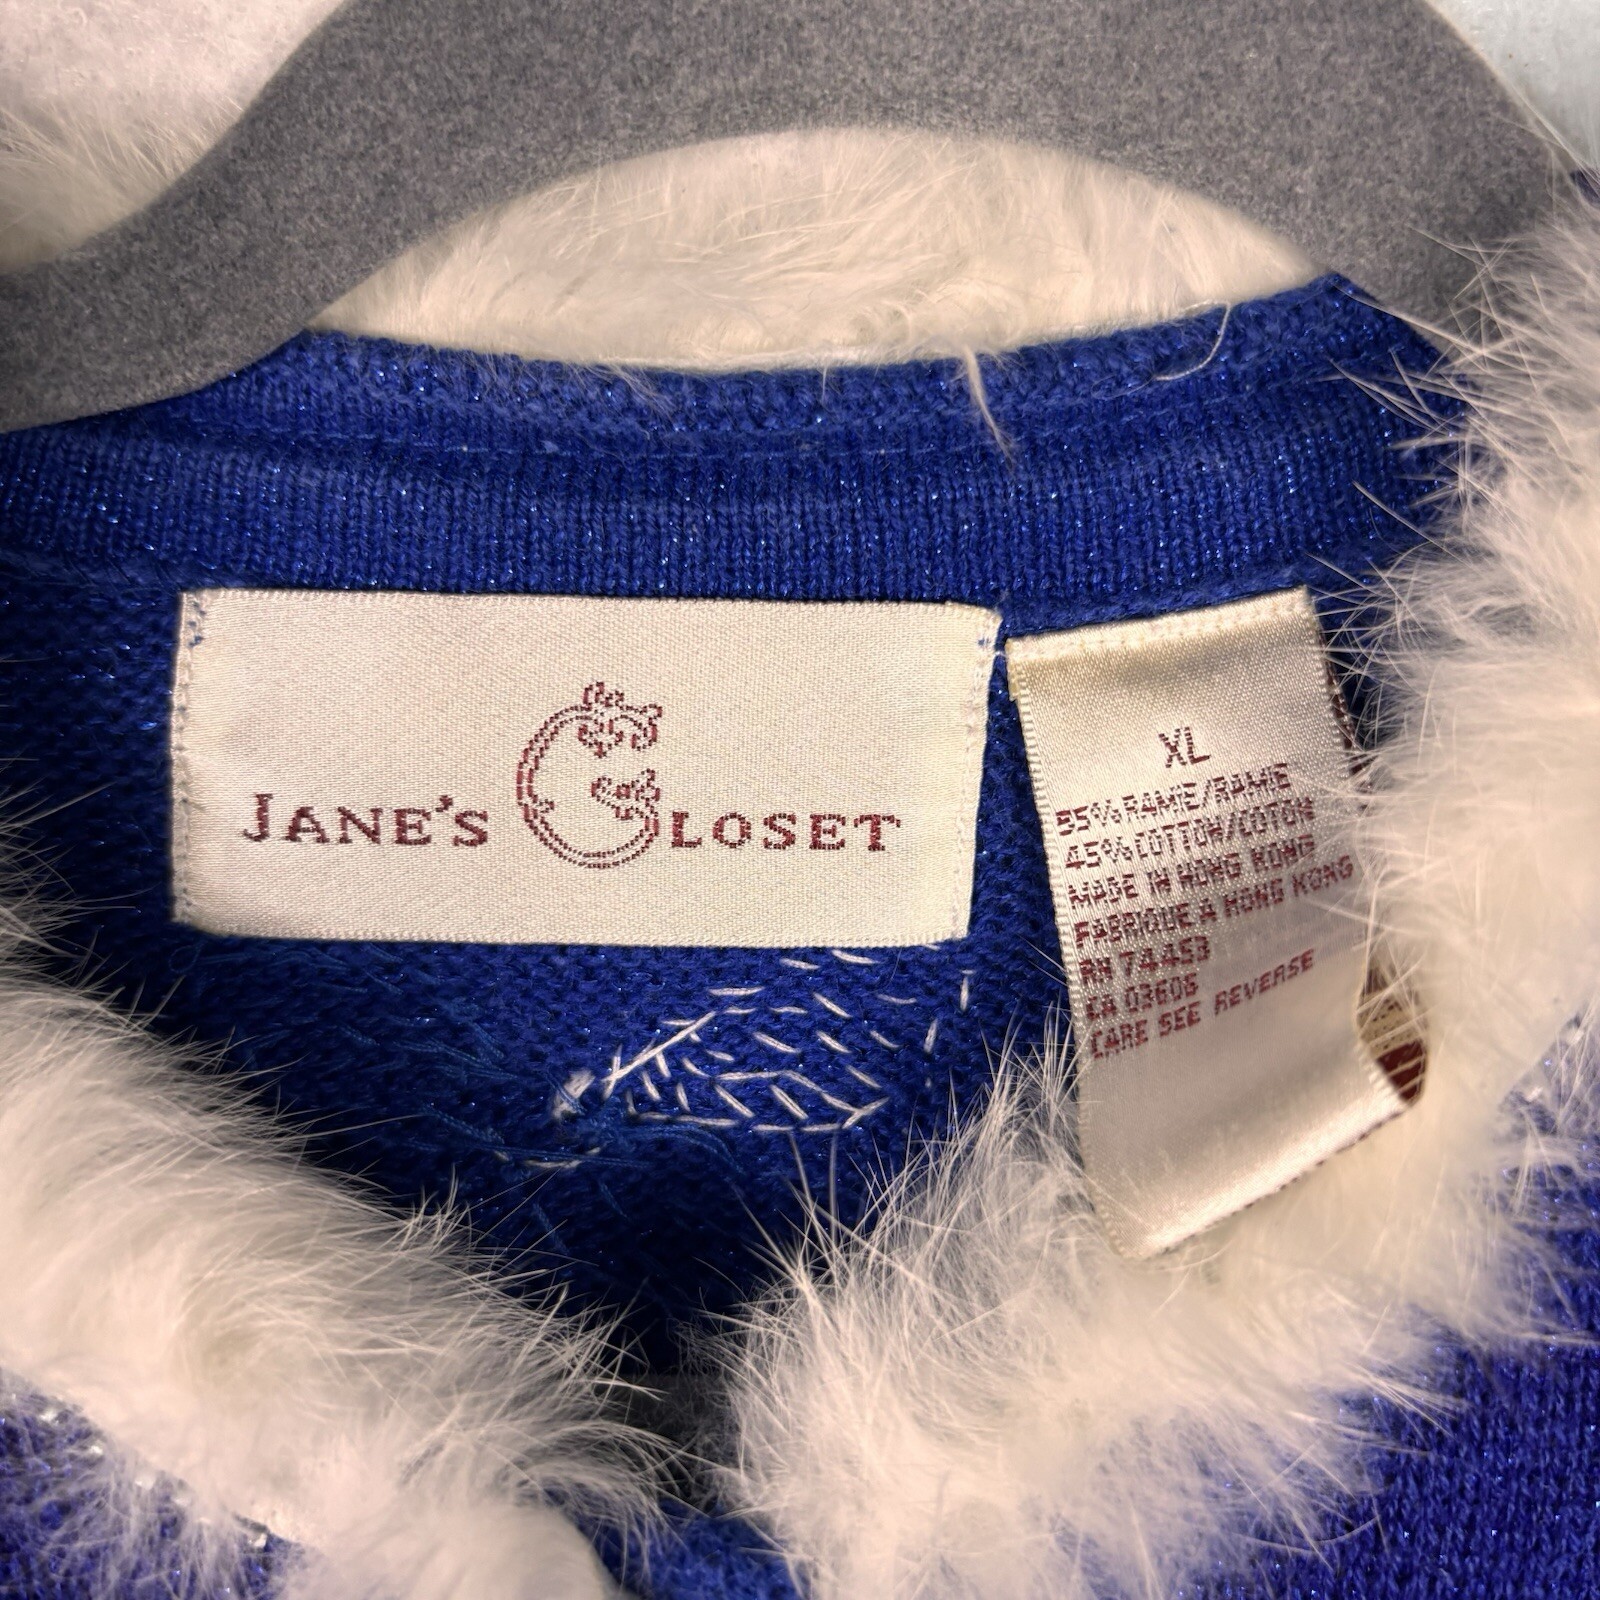 JANE'S CLOSET
XL
55% RAMIE/RAMIE
45% COTTON/COTON
MADE IN HONG KONG
FABRIQUE A HONG KONG
RN 74453
CA 03606
CARE SEE REVERSE